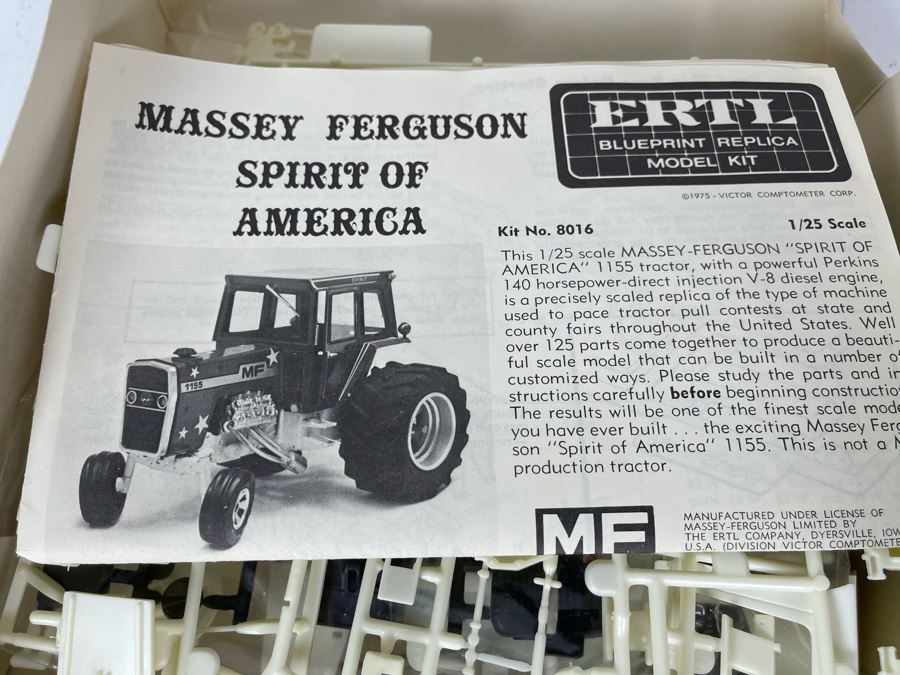 MASSEY FERGUSON
SPIRIT OF
AMERICA
ERTL
BLUEPRINT REPLICA
MODEL KIT
©1975 - VICTOR COMPTOMETER CORP.
Kit No. 8016 1/25 Scale
This 1/25 scale MASSEY-FERGUSON "SPIRIT OF
AMERICA" 1155 tractor, with a powerful Perkins
140 horsepower-direct injection V-8 diesel engine,
is a precisely scaled replica of the type of machine
used to pace tractor pull contests at state and
county fairs throughout the United States. Well
over 125 parts come together to produce a beauti-
ful scale model that can be built in a number o
customized ways. Please study the parts and in
structions carefully before beginning constructio
The results will be one of the finest scale mode
you have ever built . . . the exciting Massey Ferg
son "Spirit of America" 1155. This is not a M
production tractor.
SPIRIT
1155
MF
MF
MANUFACTURED UNDER LICENSE OF
MASSEY-FERGUSON LIMITED BY
THE ERTL COMPANY, DYERSVILLE, IOW
U.S.A. (DIVISION VICTOR COMPTOMETE